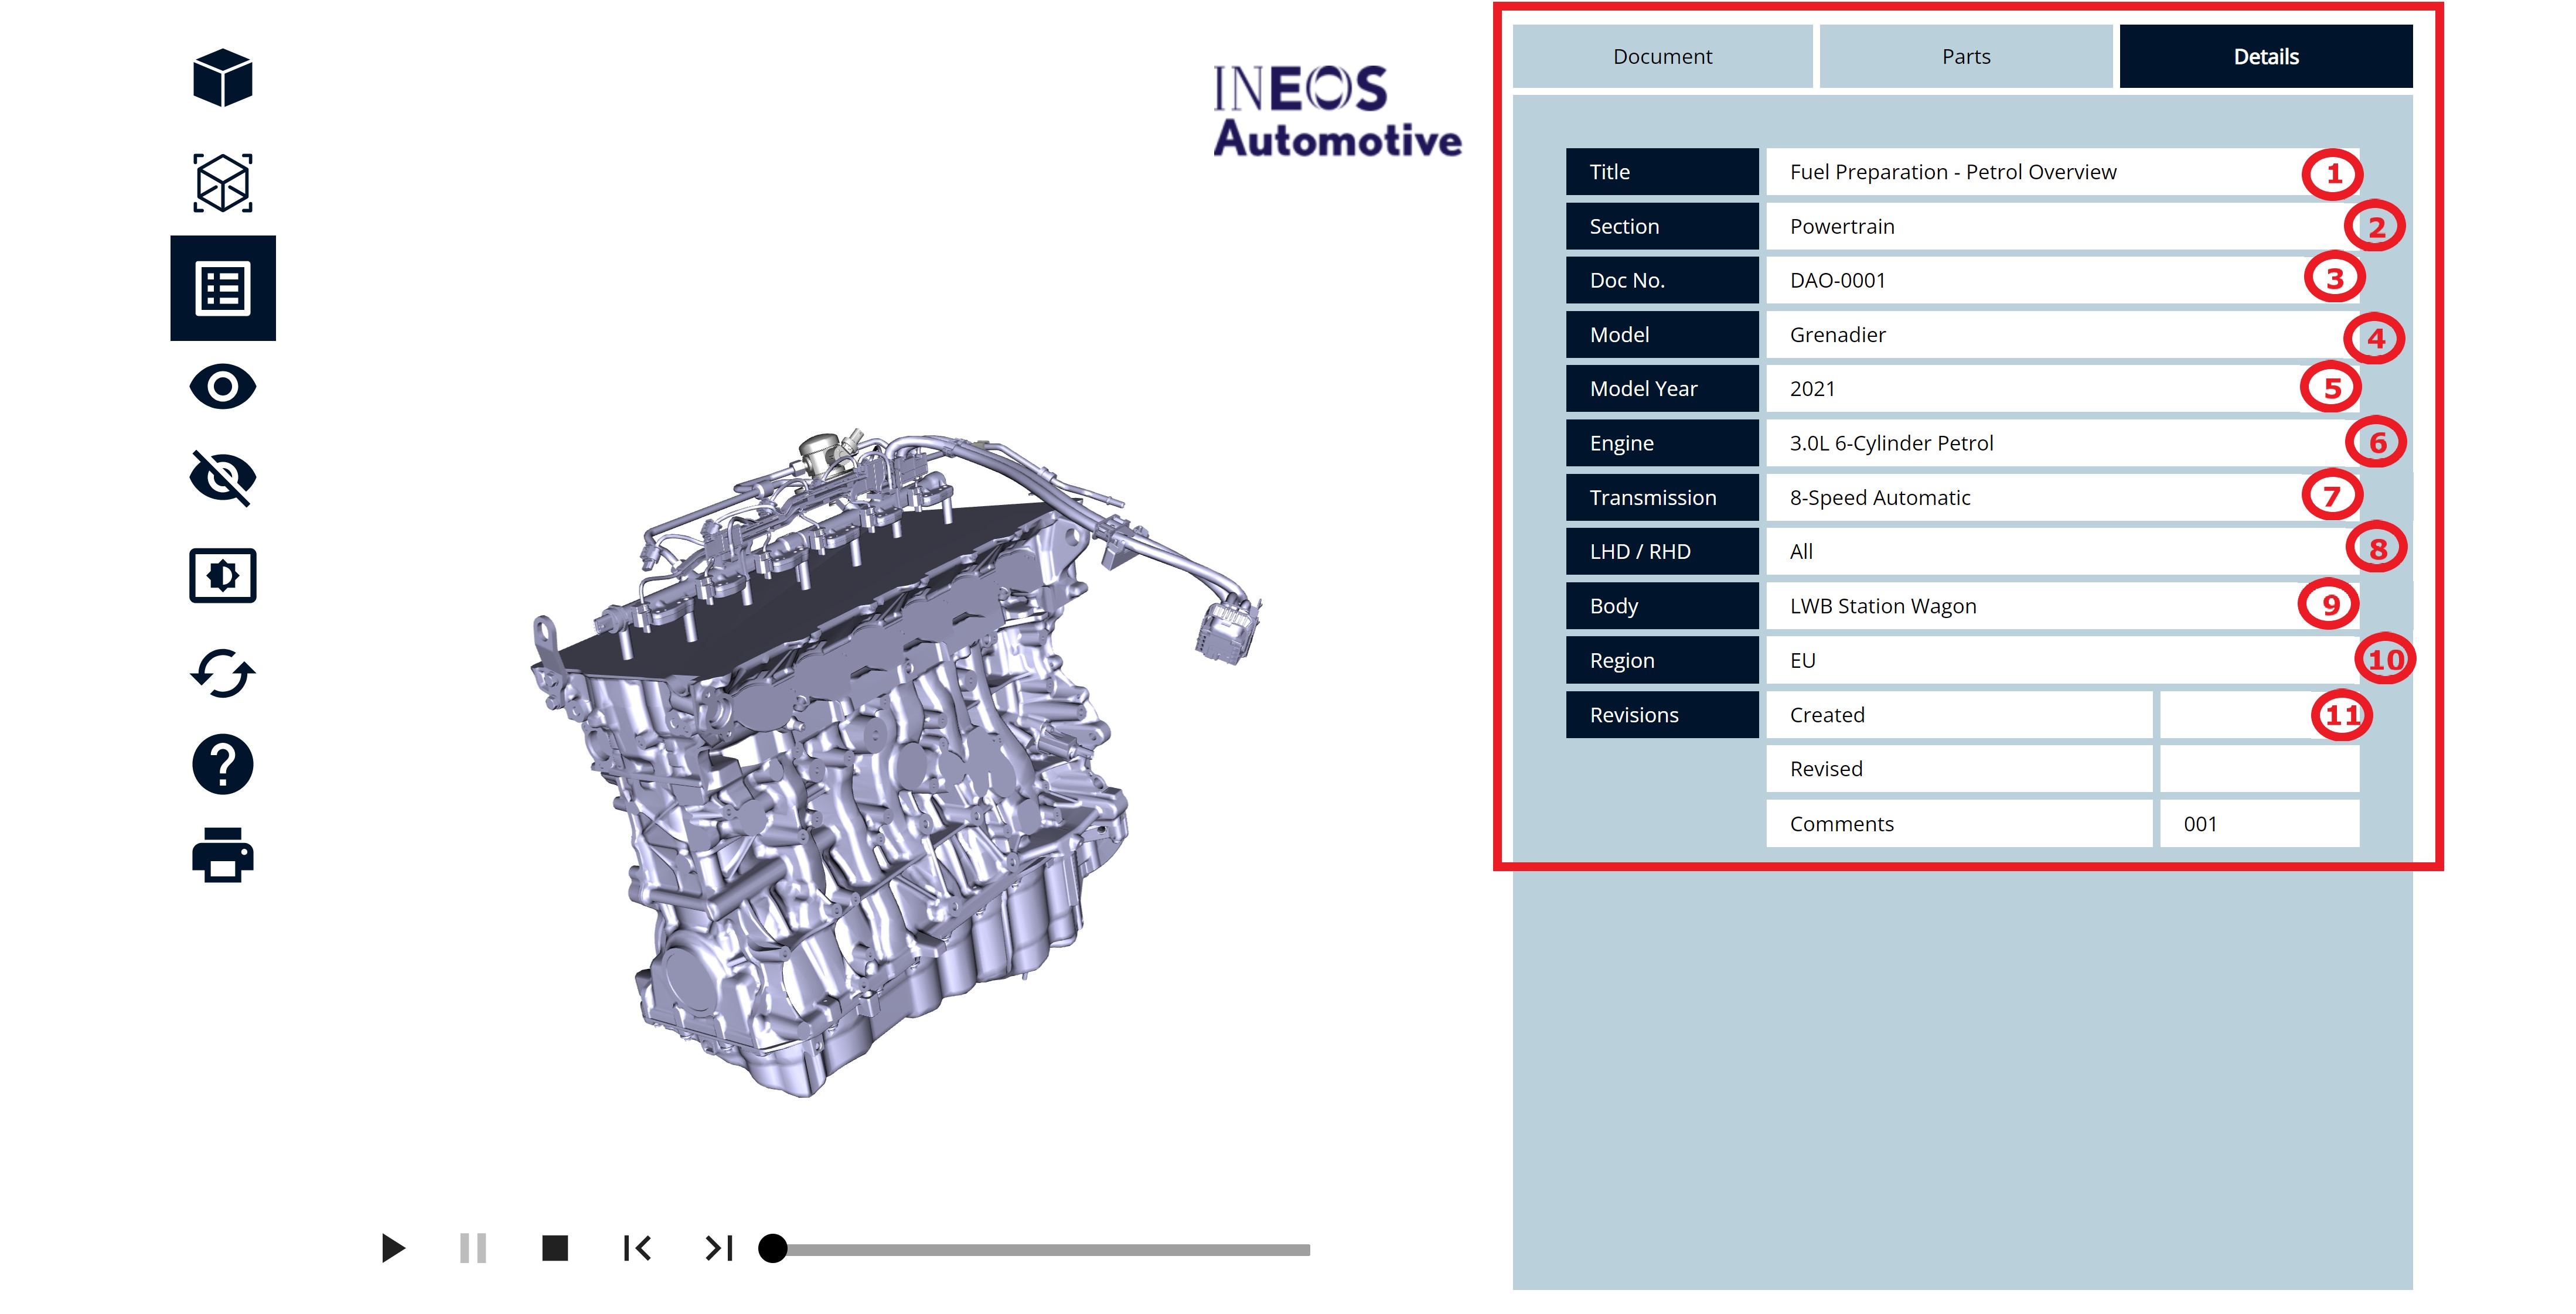 INEOS
Automotive
Document Parts Details
Title Fuel Preparation - Petrol Overview 1
Section Powertrain 2
Doc No. DAO-0001 3
Model Grenadier 4
Model Year 2021 5
Engine 3.0L 6-Cylinder Petrol 6
Transmission 8-Speed Automatic 7
LHD / RHD All 8
Body LWB Station Wagon 9
Region EU 10
Revisions Created 11
Revised
Comments 001